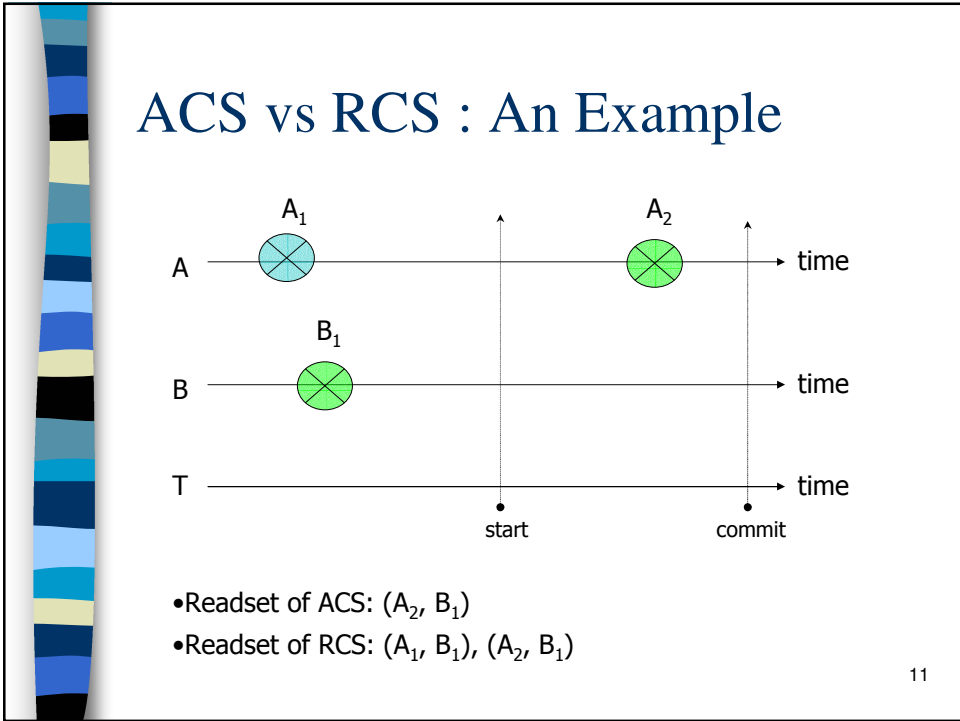 ACS vs RCS : An Example
A₁ A₂
A time
B₁
B time
T time
start commit
•Readset of ACS: (A₂, B₁)
•Readset of RCS: (A₁, B₁), (A₂, B₁)
11